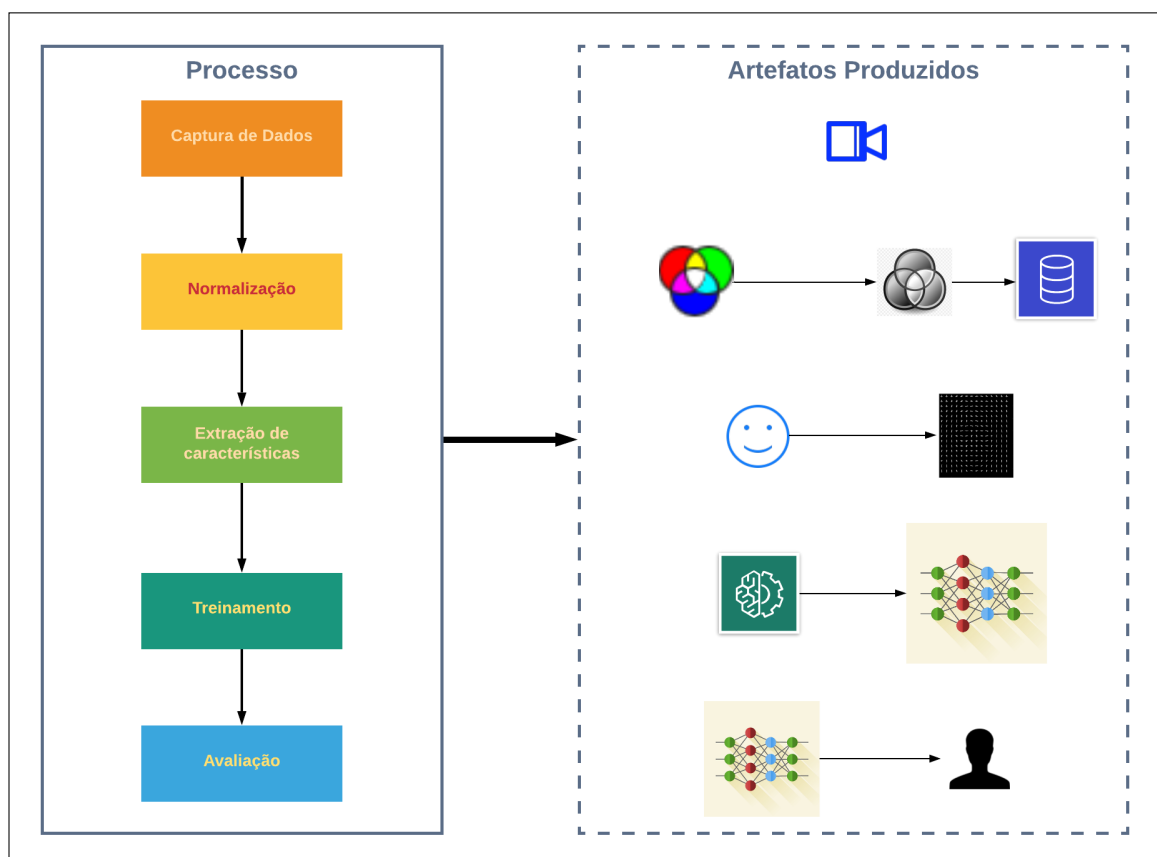 Processo
Artefatos Produzidos
Captura de Dados
Normalização
Extração de
características
Treinamento
Avaliação